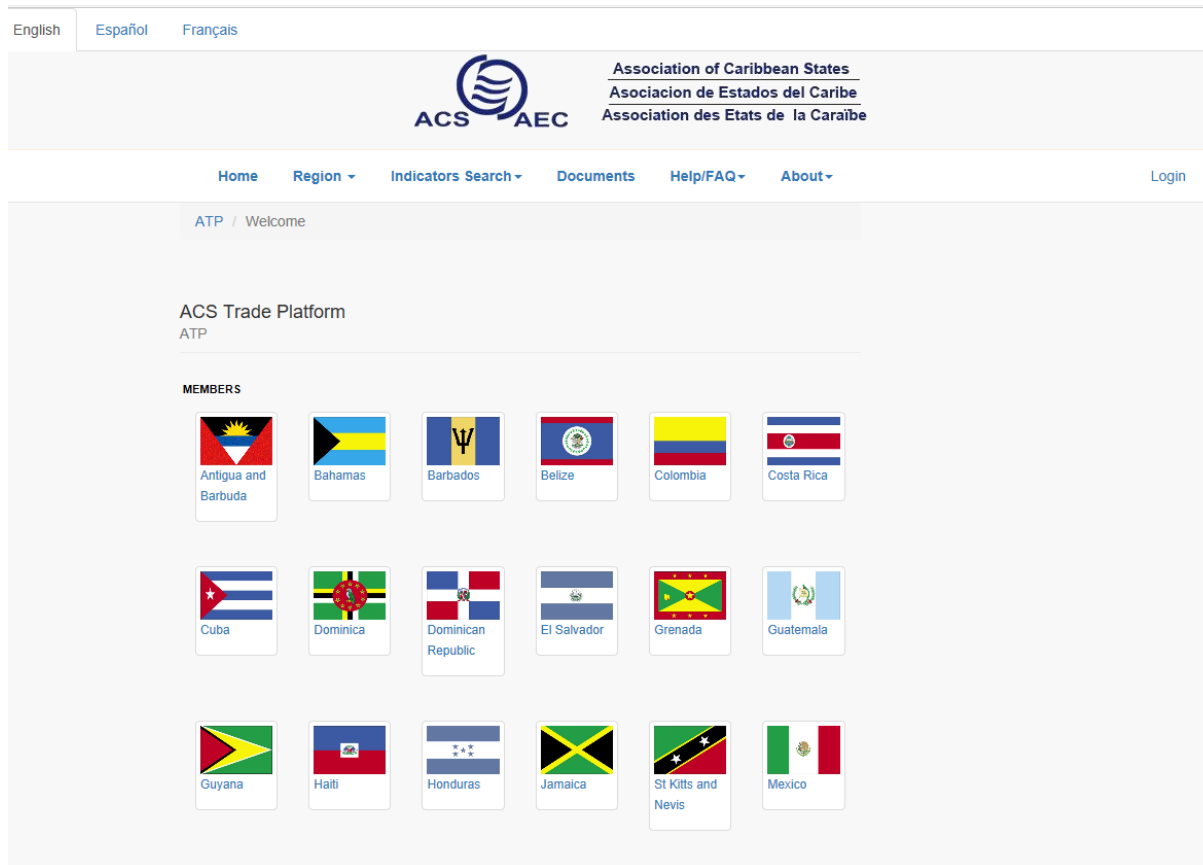 English Español Français
Association of Caribbean States
Asociacion de Estados del Caribe
Association des Etats de la Caraïbe
ACS AEC
Home Region Indicators Search Documents Help/FAQ About Login
ATP / Welcome
ACS Trade Platform
ATP
MEMBERS
Antigua and Barbuda
Bahamas
Barbados
Belize
Colombia
Costa Rica
Cuba
Dominica
Dominican Republic
El Salvador
Grenada
Guatemala
Guyana
Haiti
Honduras
Jamaica
St Kitts and Nevis
Mexico